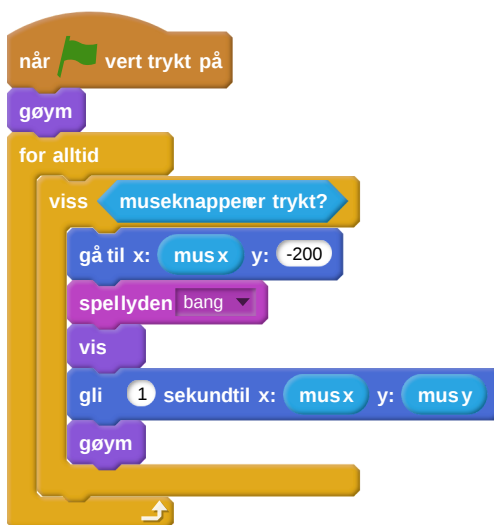 når vert trykt på
gøym
for alltid
viss museknappen er trykt?
gå til x: mus x y: -200
spel lyden bang
vis
gli 1 sekund til x: mus x y: mus y
gøym